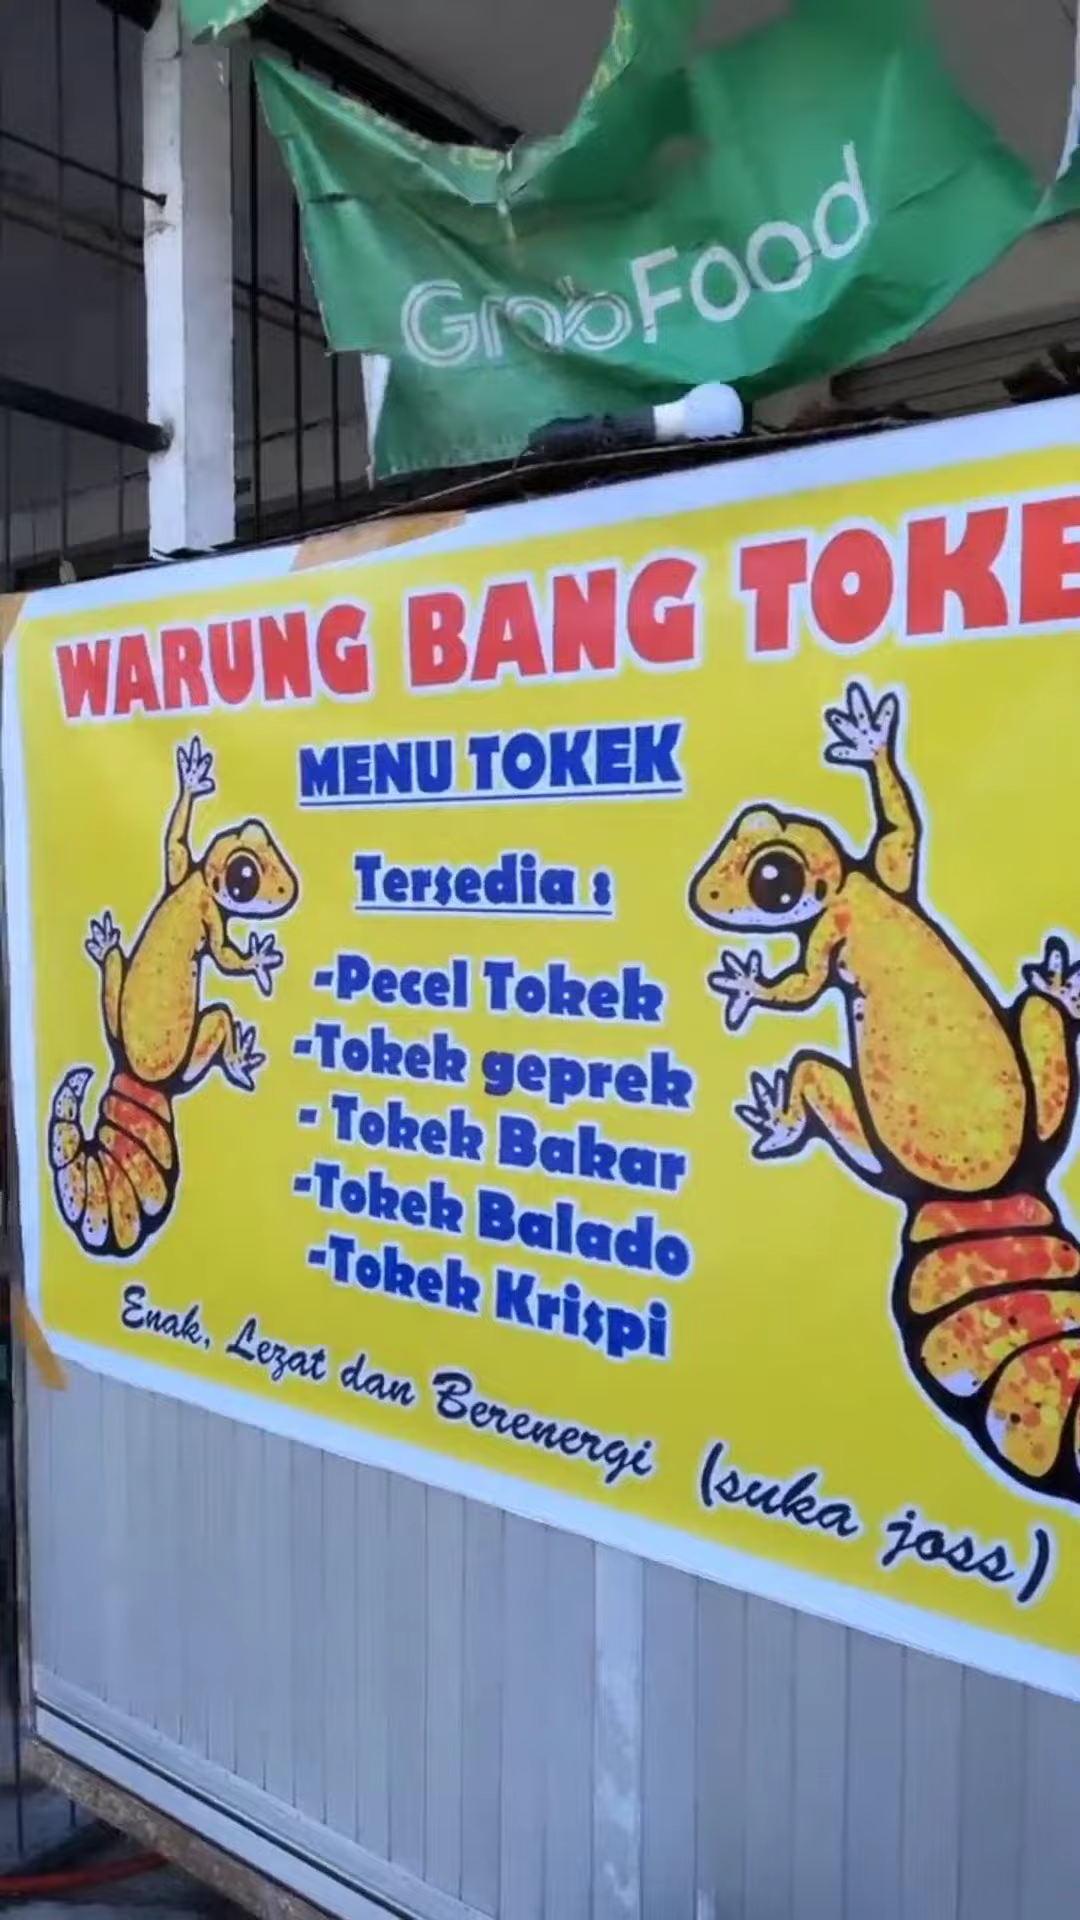 GrabFood
WARUNG BANG TOKE
MENU TOKEK
Tersedia :
-Pecel Tokek
-Tokek geprek
- Tokek Bakar
-Tokek Balado
-Tokek Krispi
Enak, Lezat dan Berenergi (suka joss)